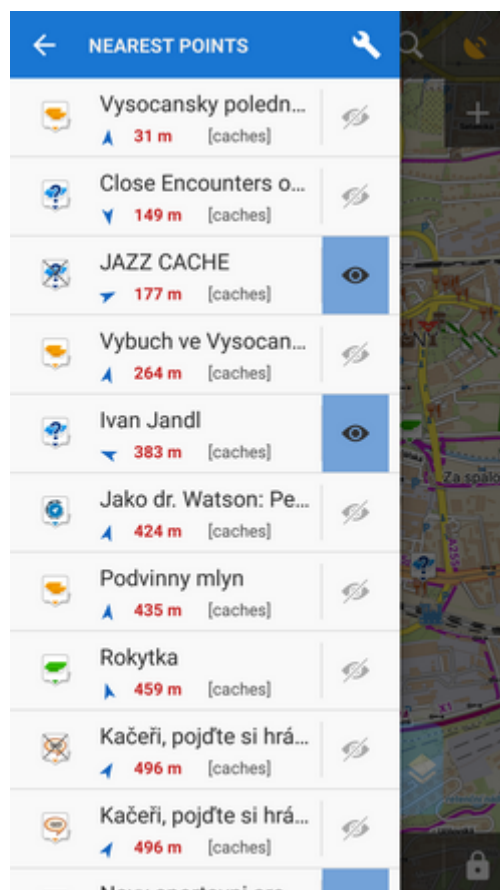 NEAREST POINTS
Vysocansky poledn...
31 m [caches]
Close Encounters o...
149 m [caches]
JAZZ CACHE
177 m [caches]
Vybuch ve Vysocan...
264 m [caches]
Ivan Jandl
383 m [caches]
Jako dr. Watson: Pe...
424 m [caches]
Podvinny mlyn
435 m [caches]
Rokytka
459 m [caches]
Kačeři, pojďte si hrá...
496 m [caches]
Kačeři, pojďte si hrá...
496 m [caches]
Za spalo
X1